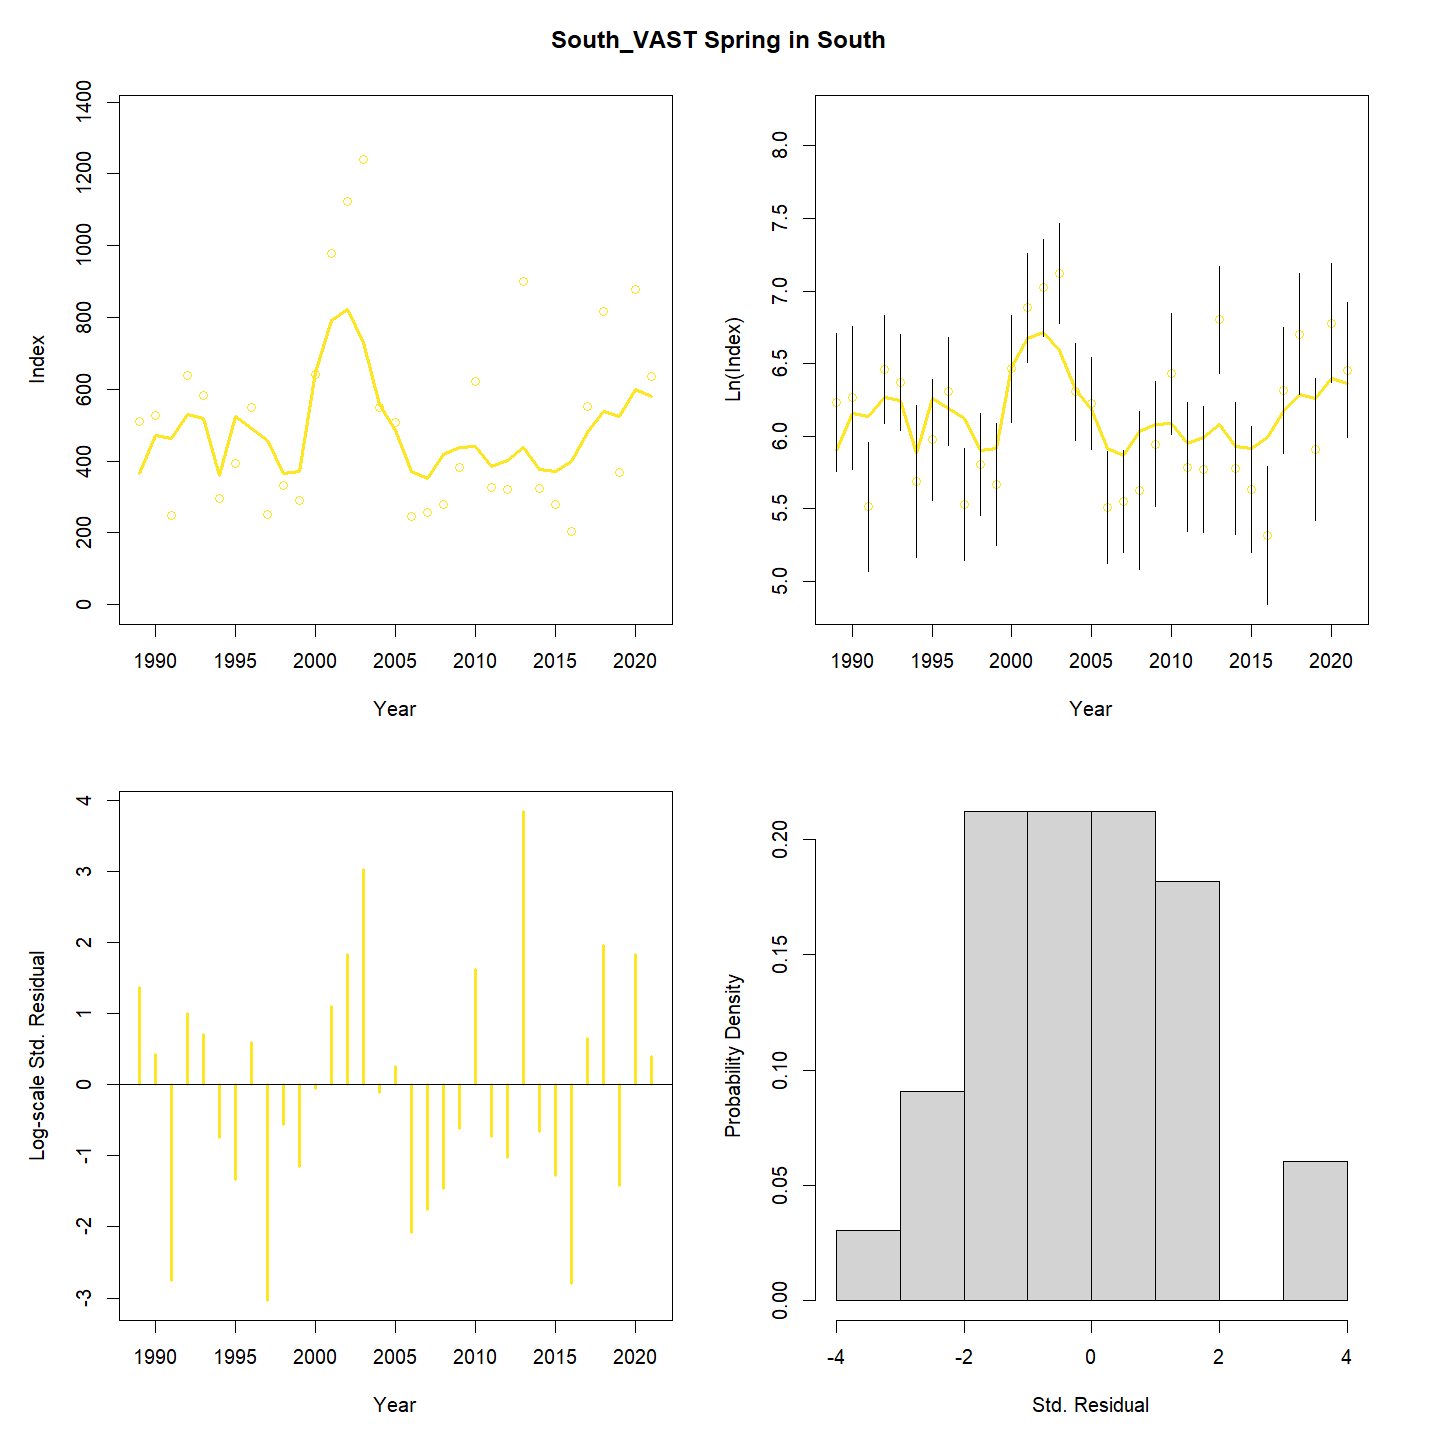 South_VAST Spring in South
Index
0 200 400 600 800 1000 1200 1400
1990 1995 2000 2005 2010 2015 2020
Year
Ln(Index)
5.0 5.5 6.0 6.5 7.0 7.5 8.0
1990 1995 2000 2005 2010 2015 2020
Year
Log-scale Std. Residual
-3 -2 -1 0 1 2 3 4
1990 1995 2000 2005 2010 2015 2020
Year
Probability Density
0.00 0.05 0.10 0.15 0.20
-4 -2 0 2 4
Std. Residual